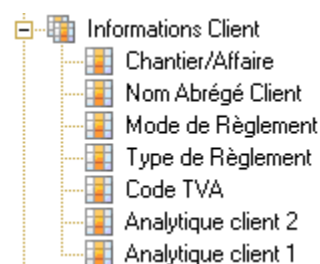 Informations Client
Chantier/Affaire
Nom Abrégé Client
Mode de Règlement
Type de Règlement
Code TVA
Analytique client 2
Analytique client 1